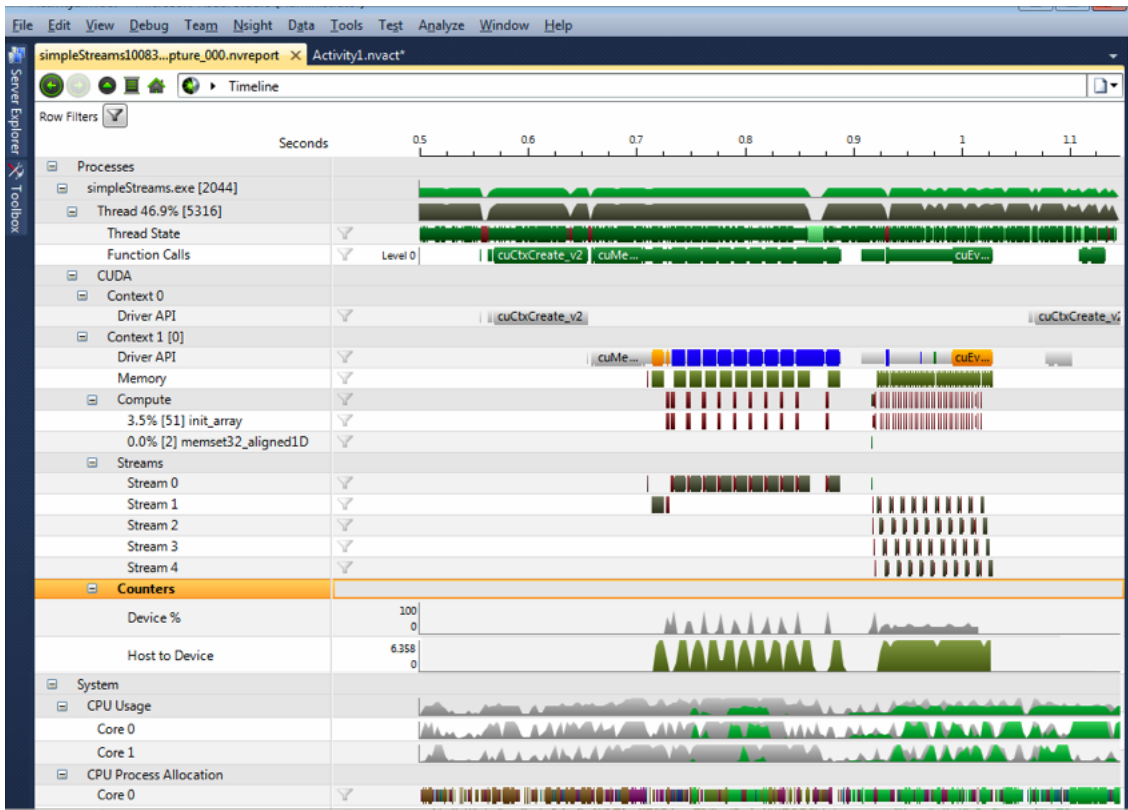 File Edit View Debug Team Nsight Data Tools Test Analyze Window Help
simpleStreams10083...pture_000.nvreport Activity1.nvact*
Server Explorer
Toolbox
Timeline
Row Filters
Seconds 0.5 0.6 0.7 0.8 0.9 1 1.1
Processes
simpleStreams.exe [2044]
Thread 46.9% [5316]
Thread State
Function Calls Level 0 cuCtxCreate_v2 cuMe... cuEv...
CUDA
Context 0
Driver API cuCtxCreate_v2 cuCtxCreate_v2
Context 1 [0]
Driver API cuMe... cuEv...
Memory
Compute
3.5% [51] init_array
0.0% [2] memset32_aligned1D
Streams
Stream 0
Stream 1
Stream 2
Stream 3
Stream 4
Counters
Device % 100 0
Host to Device 6.358 0
System
CPU Usage
Core 0
Core 1
CPU Process Allocation
Core 0